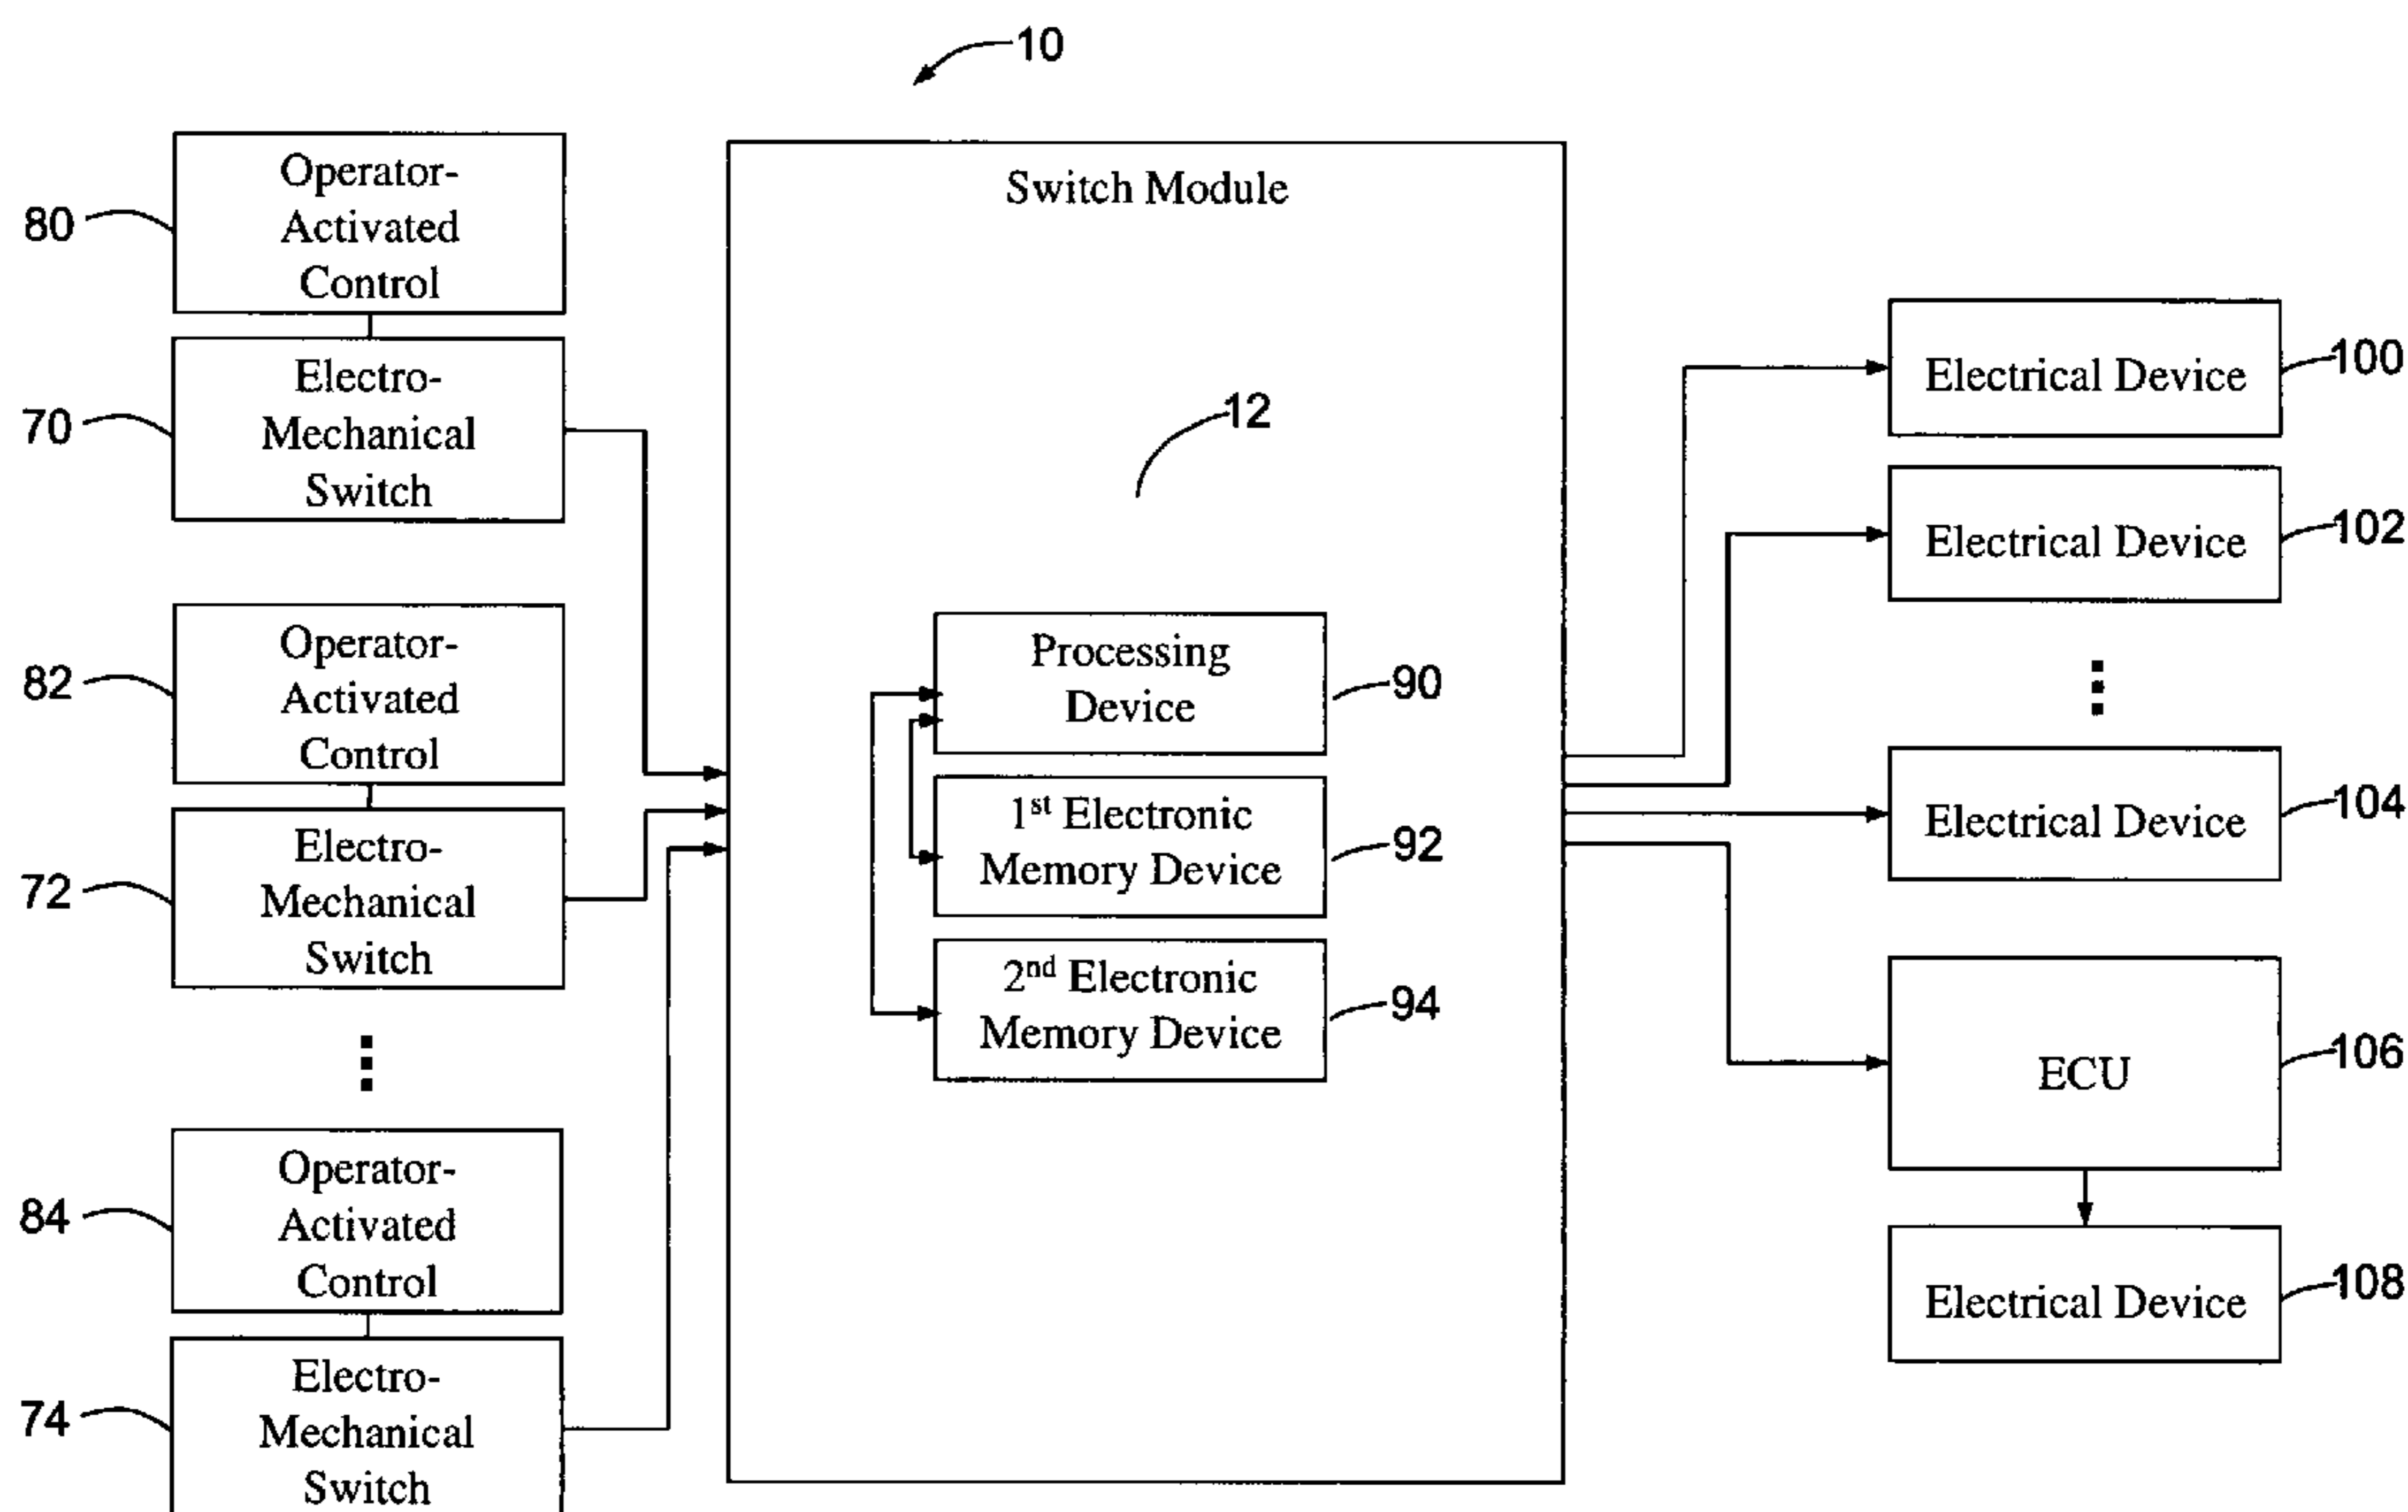 10
Operator-
Activated
Control
80
Electro-
Mechanical
Switch
70
Operator-
Activated
Control
82
Electro-
Mechanical
Switch
72
Operator-
Activated
Control
84
Electro-
Mechanical
Switch
74
Switch Module
12
Processing
Device
90
1st Electronic
Memory Device
92
2nd Electronic
Memory Device
94
Electrical Device
100
Electrical Device
102
Electrical Device
104
ECU
106
Electrical Device
108